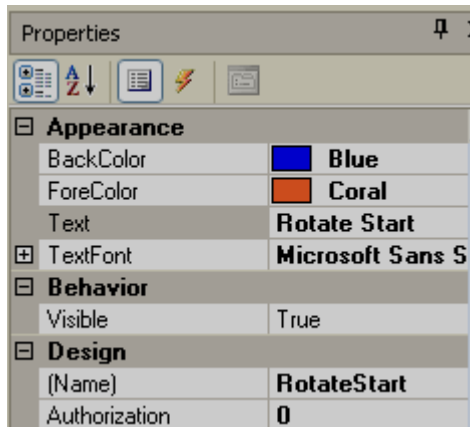 Properties
Appearance
BackColor Blue
ForeColor Coral
Text Rotate Start
TextFont Microsoft Sans S
Behavior
Visible True
Design
(Name) RotateStart
Authorization 0